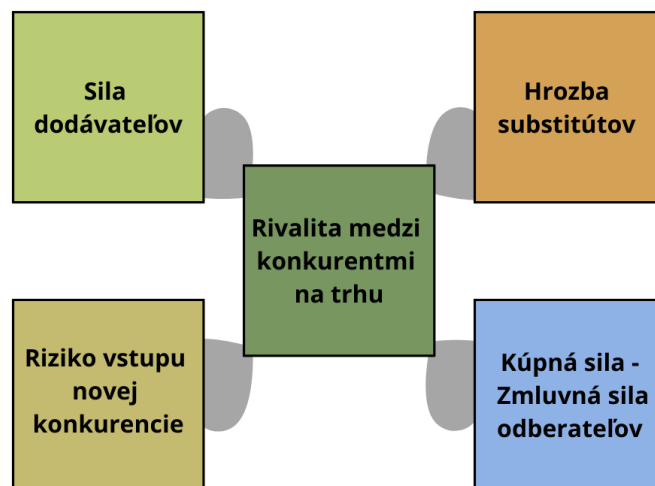 Sila
dodávateľov
Hrozba
substitútov
Rivalita medzi
konkurentmi
na trhu
Riziko vstupu
novej
konkurencie
Kúpná sila -
Zmluvná sila
odberateľov